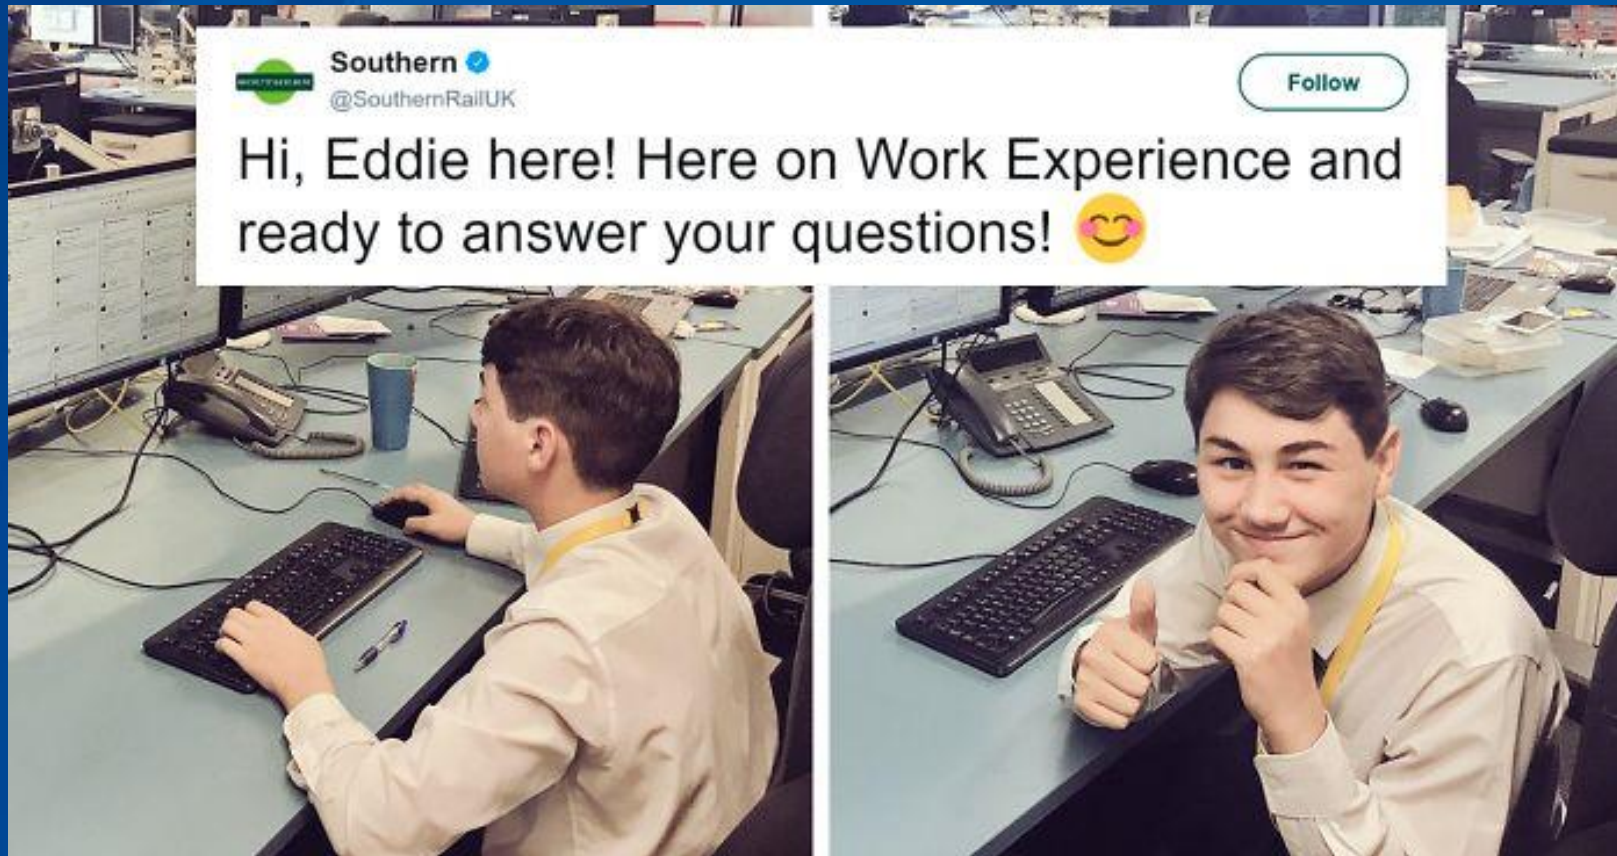 Southern
@SouthernRailUK
Follow
Hi, Eddie here! Here on Work Experience and
ready to answer your questions!